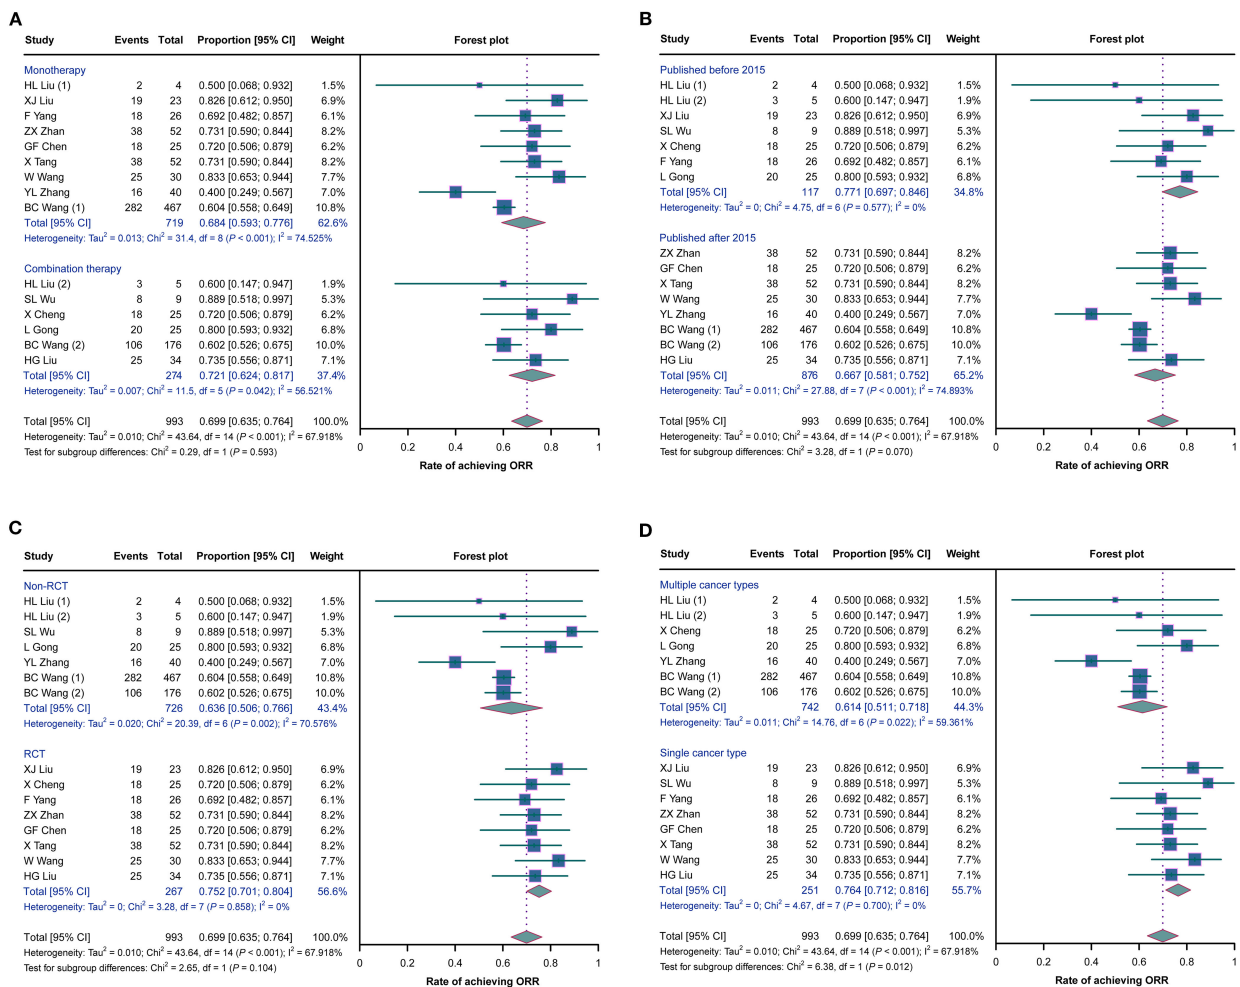 A
Study Events Total Proportion [95% CI] Weight Forest plot
Monotherapy
HL Liu (1) 2 4 0.500 [0.068; 0.932] 1.5%
XJ Liu 19 23 0.826 [0.612; 0.950] 6.9%
F Yang 18 26 0.692 [0.482; 0.857] 6.1%
ZX Zhan 38 52 0.731 [0.590; 0.844] 8.2%
GF Chen 18 25 0.720 [0.506; 0.879] 6.2%
X Tang 38 52 0.731 [0.590; 0.844] 8.2%
W Wang 25 30 0.833 [0.653; 0.944] 7.7%
YL Zhang 16 40 0.400 [0.249; 0.567] 7.0%
BC Wang (1) 282 467 0.604 [0.558; 0.649] 10.8%
Total [95% CI] 719 0.684 [0.593; 0.776] 62.6%
Heterogeneity: Tau² = 0.013; Chi² = 31.4, df = 8 (P < 0.001); I² = 74.525%
Combination therapy
HL Liu (2) 3 5 0.600 [0.147; 0.947] 1.9%
SL Wu 8 9 0.889 [0.518; 0.997] 5.3%
X Cheng 18 25 0.720 [0.506; 0.879] 6.2%
L Gong 20 25 0.800 [0.593; 0.932] 6.8%
BC Wang (2) 106 176 0.602 [0.526; 0.675] 10.0%
HG Liu 25 34 0.735 [0.556; 0.871] 7.1%
Total [95% CI] 274 0.721 [0.624; 0.817] 37.4%
Heterogeneity: Tau² = 0.007; Chi² = 11.5, df = 5 (P = 0.042); I² = 56.521%
Total [95% CI] 993 0.699 [0.635; 0.764] 100.0%
Heterogeneity: Tau² = 0.010; Chi² = 43.64, df = 14 (P < 0.001); I² = 67.918%
Test for subgroup differences: Chi² = 0.29, df = 1 (P = 0.593)
0 0.2 0.4 0.6 0.8 1
Rate of achieving ORR
B
Study Events Total Proportion [95% CI] Weight Forest plot
Published before 2015
HL Liu (1) 2 4 0.500 [0.068; 0.932] 1.5%
HL Liu (2) 3 5 0.600 [0.147; 0.947] 1.9%
XJ Liu 19 23 0.826 [0.612; 0.950] 6.9%
SL Wu 8 9 0.889 [0.518; 0.997] 5.3%
X Cheng 18 25 0.720 [0.506; 0.879] 6.2%
F Yang 18 26 0.692 [0.482; 0.857] 6.1%
L Gong 20 25 0.800 [0.593; 0.932] 6.8%
Total [95% CI] 117 0.771 [0.697; 0.846] 34.8%
Heterogeneity: Tau² = 0; Chi² = 4.75, df = 6 (P = 0.577); I² = 0%
Published after 2015
ZX Zhan 38 52 0.731 [0.590; 0.844] 8.2%
GF Chen 18 25 0.720 [0.506; 0.879] 6.2%
X Tang 38 52 0.731 [0.590; 0.844] 8.2%
W Wang 25 30 0.833 [0.653; 0.944] 7.7%
YL Zhang 16 40 0.400 [0.249; 0.567] 7.0%
BC Wang (1) 282 467 0.604 [0.558; 0.649] 10.8%
BC Wang (2) 106 176 0.602 [0.526; 0.675] 10.0%
HG Liu 25 34 0.735 [0.556; 0.871] 7.1%
Total [95% CI] 876 0.667 [0.581; 0.752] 65.2%
Heterogeneity: Tau² = 0.011; Chi² = 27.88, df = 7 (P < 0.001); I² = 74.893%
Total [95% CI] 993 0.699 [0.635; 0.764] 100.0%
Heterogeneity: Tau² = 0.010; Chi² = 43.64, df = 14 (P < 0.001); I² = 67.918%
Test for subgroup differences: Chi² = 3.28, df = 1 (P = 0.070)
0 0.2 0.4 0.6 0.8 1
Rate of achieving ORR
C
Study Events Total Proportion [95% CI] Weight Forest plot
Non-RCT
HL Liu (1) 2 4 0.500 [0.068; 0.932] 1.5%
HL Liu (2) 3 5 0.600 [0.147; 0.947] 1.9%
SL Wu 8 9 0.889 [0.518; 0.997] 5.3%
L Gong 20 25 0.800 [0.593; 0.932] 6.8%
YL Zhang 16 40 0.400 [0.249; 0.567] 7.0%
BC Wang (1) 282 467 0.604 [0.558; 0.649] 10.8%
BC Wang (2) 106 176 0.602 [0.526; 0.675] 10.0%
Total [95% CI] 726 0.636 [0.506; 0.766] 43.4%
Heterogeneity: Tau² = 0.020; Chi² = 20.39, df = 6 (P = 0.002); I² = 70.576%
RCT
XJ Liu 19 23 0.826 [0.612; 0.950] 6.9%
X Cheng 18 25 0.720 [0.506; 0.879] 6.2%
F Yang 18 26 0.692 [0.482; 0.857] 6.1%
ZX Zhan 38 52 0.731 [0.590; 0.844] 8.2%
GF Chen 18 25 0.720 [0.506; 0.879] 6.2%
X Tang 38 52 0.731 [0.590; 0.844] 8.2%
W Wang 25 30 0.833 [0.653; 0.944] 7.7%
HG Liu 25 34 0.735 [0.556; 0.871] 7.1%
Total [95% CI] 267 0.752 [0.701; 0.804] 56.6%
Heterogeneity: Tau² = 0; Chi² = 3.28, df = 7 (P = 0.858); I² = 0%
Total [95% CI] 993 0.699 [0.635; 0.764] 100.0%
Heterogeneity: Tau² = 0.010; Chi² = 43.64, df = 14 (P < 0.001); I² = 67.918%
Test for subgroup differences: Chi² = 2.65, df = 1 (P = 0.104)
0 0.2 0.4 0.6 0.8 1
Rate of achieving ORR
D
Study Events Total Proportion [95% CI] Weight Forest plot
Multiple cancer types
HL Liu (1) 2 4 0.500 [0.068; 0.932] 1.5%
HL Liu (2) 3 5 0.600 [0.147; 0.947] 1.9%
X Cheng 18 25 0.720 [0.506; 0.879] 6.2%
L Gong 20 25 0.800 [0.593; 0.932] 6.8%
YL Zhang 16 40 0.400 [0.249; 0.567] 7.0%
BC Wang (1) 282 467 0.604 [0.558; 0.649] 10.8%
BC Wang (2) 106 176 0.602 [0.526; 0.675] 10.0%
Total [95% CI] 742 0.614 [0.511; 0.718] 44.3%
Heterogeneity: Tau² = 0.011; Chi² = 14.76, df = 6 (P = 0.022); I² = 59.361%
Single cancer type
XJ Liu 19 23 0.826 [0.612; 0.950] 6.9%
SL Wu 8 9 0.889 [0.518; 0.997] 5.3%
F Yang 18 26 0.692 [0.482; 0.857] 6.1%
ZX Zhan 38 52 0.731 [0.590; 0.844] 8.2%
GF Chen 18 25 0.720 [0.506; 0.879] 6.2%
X Tang 38 52 0.731 [0.590; 0.844] 8.2%
W Wang 25 30 0.833 [0.653; 0.944] 7.7%
HG Liu 25 34 0.735 [0.556; 0.871] 7.1%
Total [95% CI] 251 0.764 [0.712; 0.816] 55.7%
Heterogeneity: Tau² = 0; Chi² = 4.67, df = 7 (P = 0.700); I² = 0%
Total [95% CI] 993 0.699 [0.635; 0.764] 100.0%
Heterogeneity: Tau² = 0.010; Chi² = 43.64, df = 14 (P < 0.001); I² = 67.918%
Test for subgroup differences: Chi² = 6.38, df = 1 (P = 0.012)
0 0.2 0.4 0.6 0.8 1
Rate of achieving ORR